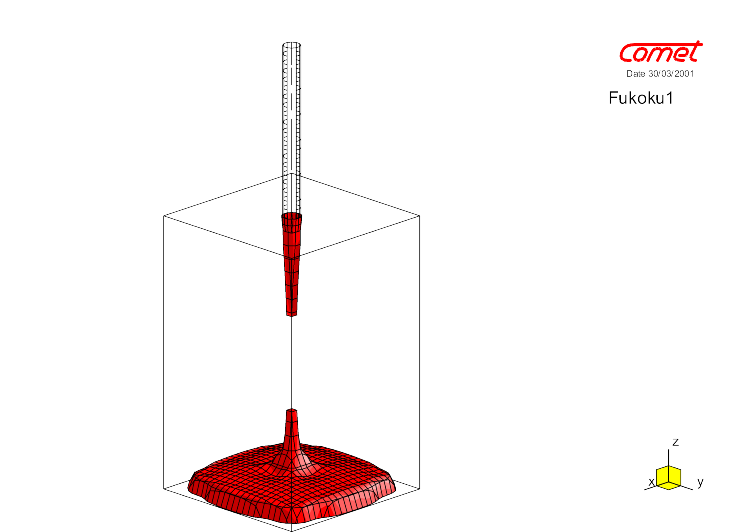 Comet
Date 30/03/2001
Fukoku1
z
x
y